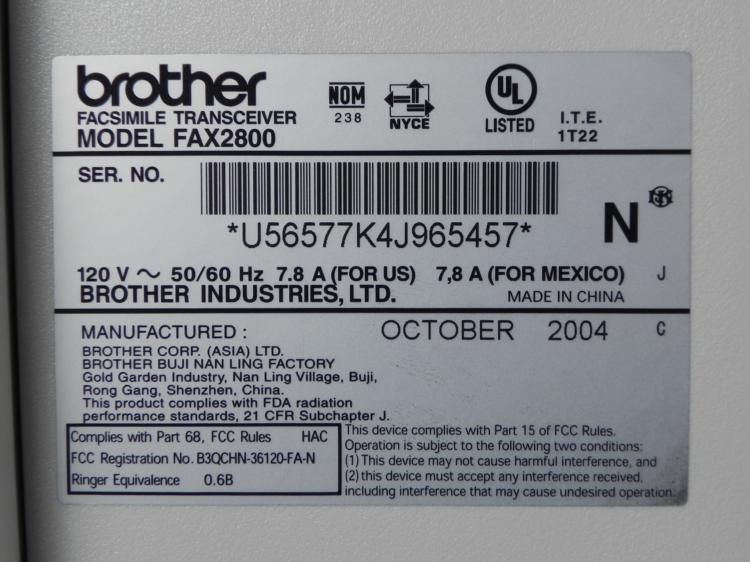 brother
FACSIMILE TRANSCEIVER
MODEL FAX2800
NOM
238
NYCE
UL
LISTED
I.T.E.
1T22
SER. NO.
*U56577K4J965457*
N
120 V ~ 50/60 Hz 7.8 A (FOR US) 7,8 A (FOR MEXICO) J
BROTHER INDUSTRIES, LTD. MADE IN CHINA
MANUFACTURED : OCTOBER 2004 C
BROTHER CORP. (ASIA) LTD.
BROTHER BUJI NAN LING FACTORY
Gold Garden Industry, Nan Ling Village, Buji,
Rong Gang, Shenzhen, China.
This product complies with FDA radiation
performance standards, 21 CFR Subchapter J.
Complies with Part 68, FCC Rules HAC
FCC Registration No. B3QCHN-36120-FA-N
Ringer Equivalence 0.6B
This device complies with Part 15 of FCC Rules.
Operation is subject to the following two conditions:
(1) This device may not cause harmful interference, and
(2) this device must accept any interference received,
including interference that may cause undesired operation.